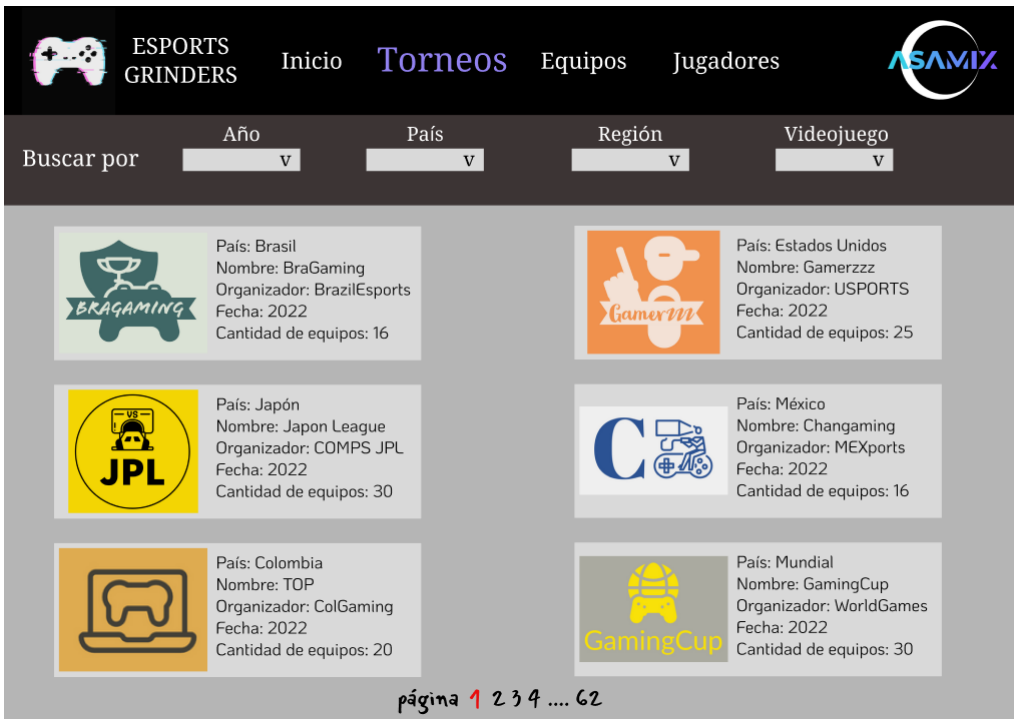 ESPORTS
GRINDERS
Inicio Torneos Equipos Jugadores
ASAMIX
Buscar por
Año País Región Videojuego
V V V V
BRAGAMING
País: Brasil
Nombre: BraGaming
Organizador: BrazilEsports
Fecha: 2022
Cantidad de equipos: 16
Gamerzzz
País: Estados Unidos
Nombre: Gamerzzz
Organizador: USPORTS
Fecha: 2022
Cantidad de equipos: 25
VS
JPL
País: Japón
Nombre: Japon League
Organizador: COMPS JPL
Fecha: 2022
Cantidad de equipos: 30
C
País: México
Nombre: Changaming
Organizador: MEXports
Fecha: 2022
Cantidad de equipos: 16
País: Colombia
Nombre: TOP
Organizador: ColGaming
Fecha: 2022
Cantidad de equipos: 20
GamingCup
País: Mundial
Nombre: GamingCup
Organizador: WorldGames
Fecha: 2022
Cantidad de equipos: 30
página 1 2 3 4 .... 62